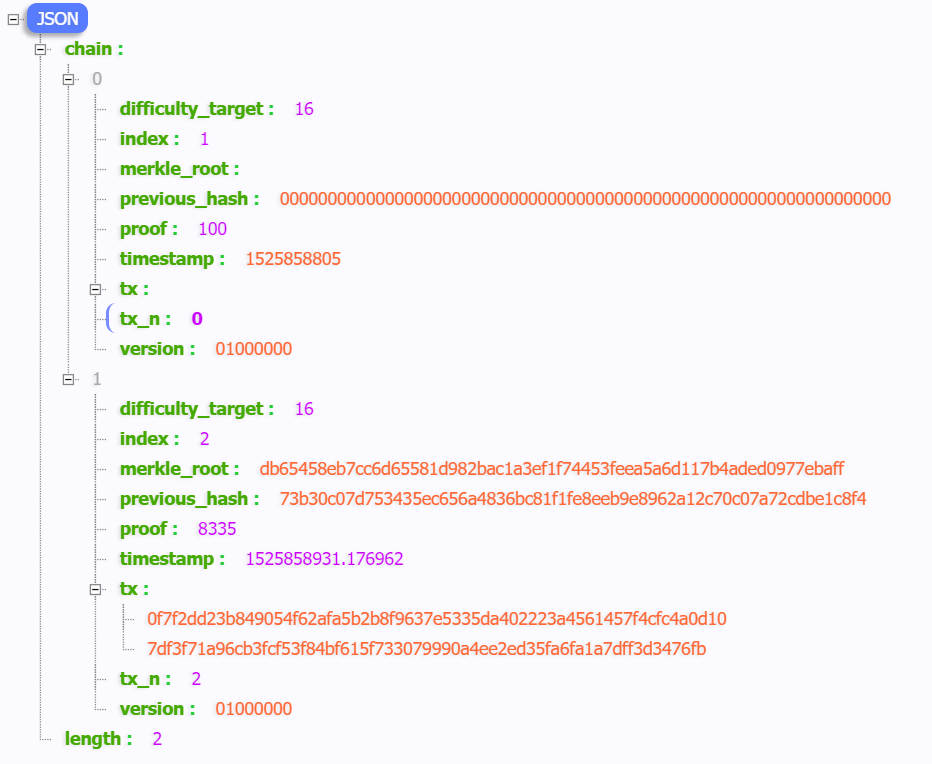 JSON
chain :
0
difficulty_target : 16
index : 1
merkle_root :
previous_hash : 0000000000000000000000000000000000000000000000000000000000000000
proof : 100
timestamp : 1525858805
tx :
tx_n : 0
version : 01000000
1
difficulty_target : 16
index : 2
merkle_root : db65458eb7cc6d65581d982bac1a3ef1f74453feea5a6d117b4aded0977ebaff
previous_hash : 73b30c07d753435ec656a4836bc81f1fe8eeb9e8962a12c70c07a72cdbe1c8f4
proof : 8335
timestamp : 1525858931.176962
tx :
0f7f2dd23b849054f62afa5b2b8f9637e5335da402223a4561457f4cfc4a0d10
7df3f71a96cb3fcf53f84bf615f733079990a4ee2ed35fa6fa1a7dff3d3476fb
tx_n : 2
version : 01000000
length : 2